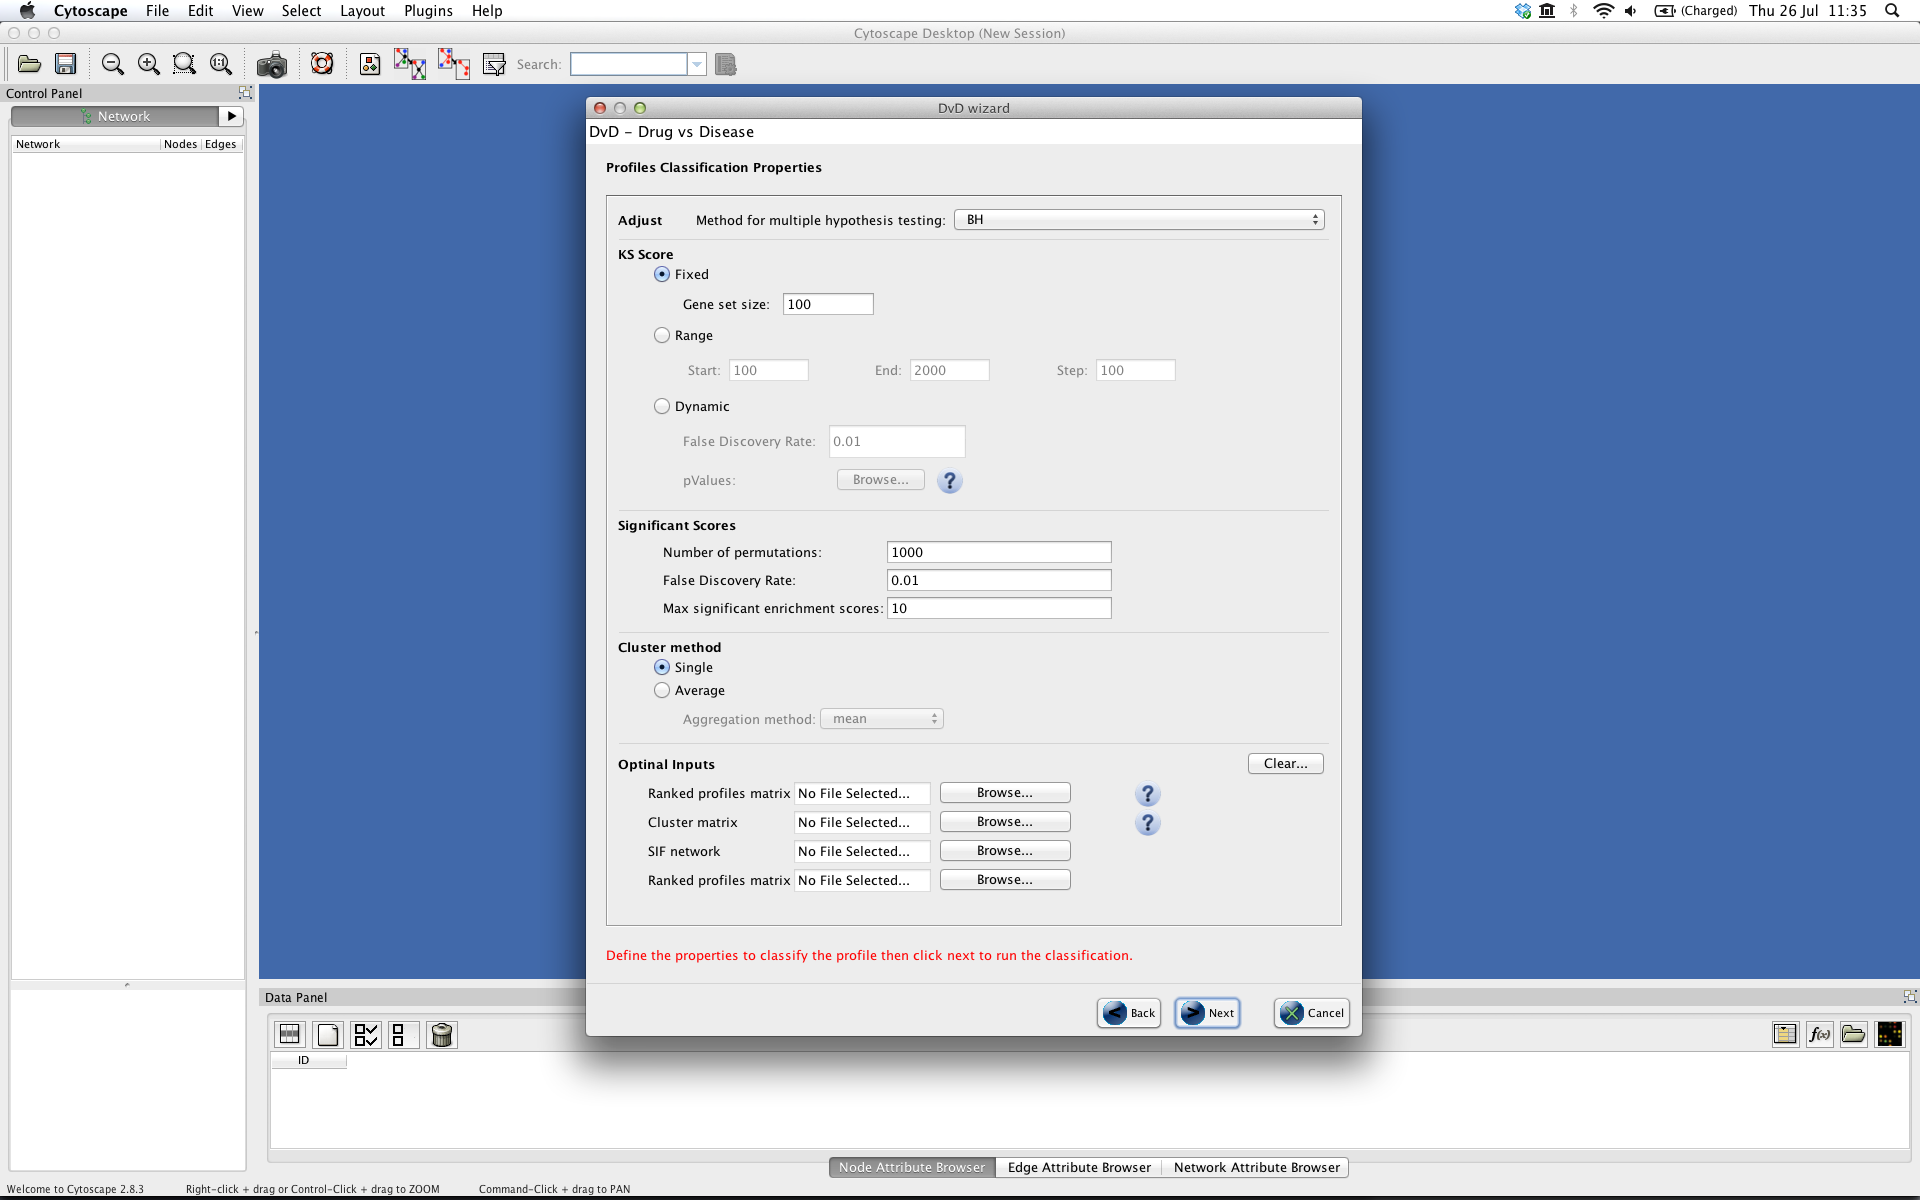 Cytoscape File Edit View Select Layout Plugins Help (Charged) Thu 26 Jul 11:35
Cytoscape Desktop (New Session)
Search:
Control Panel
Network
Network Nodes Edges
DvD wizard
DvD – Drug vs Disease
Profiles Classification Properties
Adjust Method for multiple hypothesis testing: BH
KS Score
Fixed
Gene set size: 100
Range
Start: 100 End: 2000 Step: 100
Dynamic
False Discovery Rate: 0.01
pValues: Browse... ?
Significant Scores
Number of permutations: 1000
False Discovery Rate: 0.01
Max significant enrichment scores: 10
Cluster method
Single
Average
Aggregation method: mean
Optinal Inputs Clear...
Ranked profiles matrix No File Selected... Browse... ?
Cluster matrix No File Selected... Browse... ?
SIF network No File Selected... Browse...
Ranked profiles matrix No File Selected... Browse...
Define the properties to classify the profile then click next to run the classification.
< Back > Next X Cancel
Data Panel
f(x)
ID
Node Attribute Browser Edge Attribute Browser Network Attribute Browser
Welcome to Cytoscape 2.8.3 Right-click + drag or Control-Click + drag to ZOOM Command-Click + drag to PAN